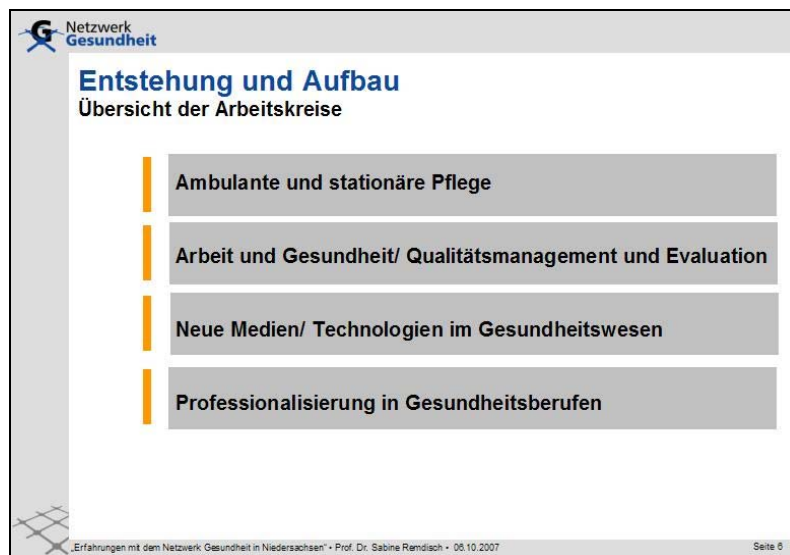 Netzwerk
Gesundheit
Entstehung und Aufbau
Übersicht der Arbeitskreise
Ambulante und stationäre Pflege
Arbeit und Gesundheit/ Qualitätsmanagement und Evaluation
Neue Medien/ Technologien im Gesundheitswesen
Professionalisierung in Gesundheitsberufen
„Erfahrungen mit dem Netzwerk Gesundheit in Niedersachsen" • Prof. Dr. Sabine Remdisch • 06.10.2007 Seite 6